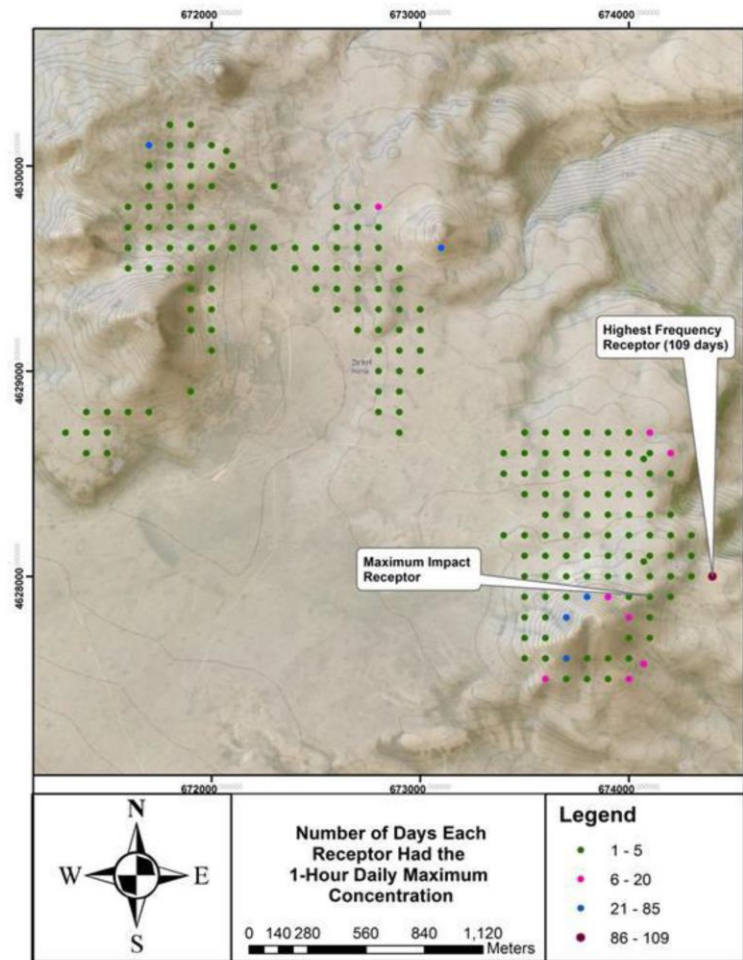 672000 673000 674000
4630000
4629000
4628000
Highest Frequency
Receptor (109 days)
Maximum Impact
Receptor
672000 673000 674000
N
W E
S
Number of Days Each
Receptor Had the
1-Hour Daily Maximum
Concentration
0 140 280 560 840 1,120
Meters
Legend
1 - 5
6 - 20
21 - 85
86 - 109